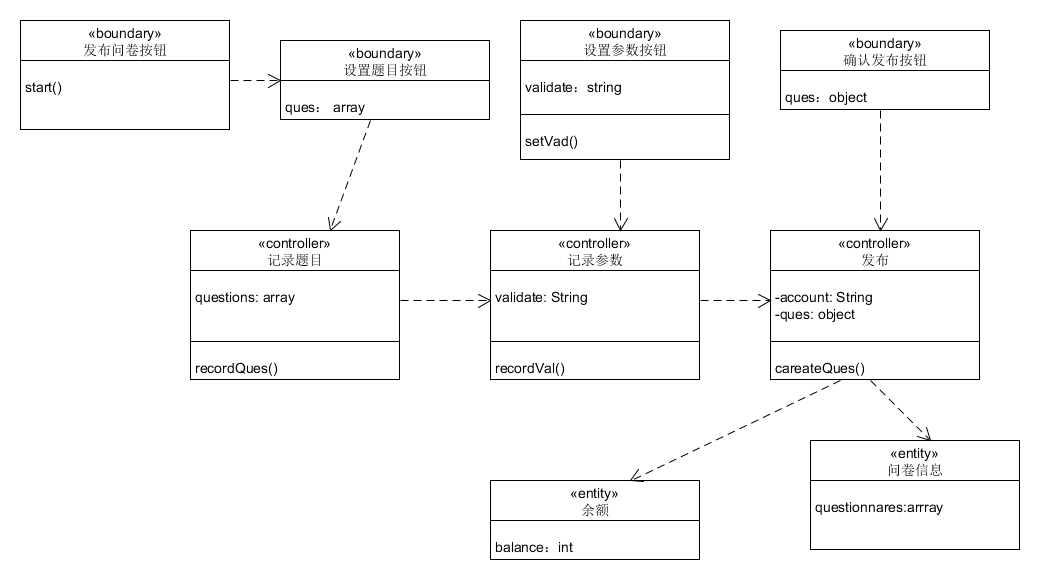 «boundary»
发布问卷按钮
start()
«boundary»
设置题目按钮
ques： array
«boundary»
设置参数按钮
validate：string
setVad()
«boundary»
确认发布按钮
ques：object
«controller»
记录题目
questions: array
recordQues()
«controller»
记录参数
validate: String
recordVal()
«controller»
发布
-account: String
-ques: object
careateQues()
«entity»
余额
balance：int
«entity»
问卷信息
questionnares:arrray